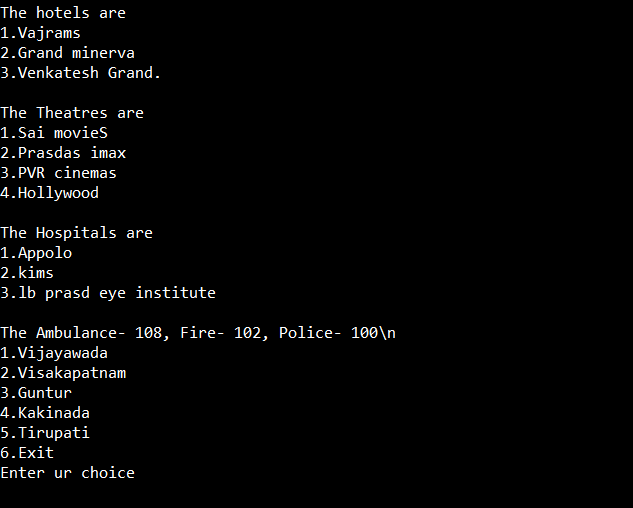 The hotels are
1.Vajrams
2.Grand minerva
3.Venkatesh Grand.
The Theatres are
1.Sai movieS
2.Prasdas imax
3.PVR cinemas
4.Hollywood
The Hospitals are
1.Appolo
2.kims
3.lb prasd eye institute
The Ambulance- 108, Fire- 102, Police- 100\n
1.Vijayawada
2.Visakapatnam
3.Guntur
4.Kakinada
5.Tirupati
6.Exit
Enter ur choice